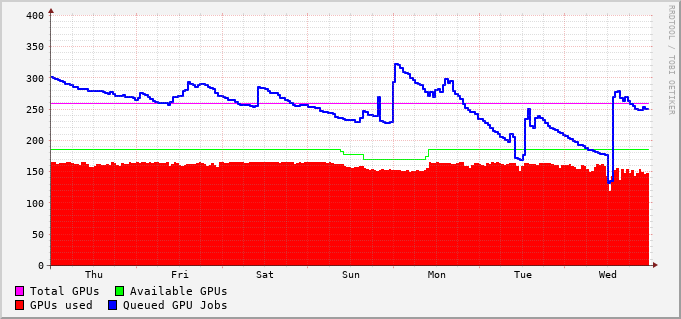 400
350
300
250
200
150
100
50
0
Thu Fri Sat Sun Mon Tue Wed
Total GPUs Available GPUs
GPUs used Queued GPU Jobs
RRDTOOL / TOBI OETIKER